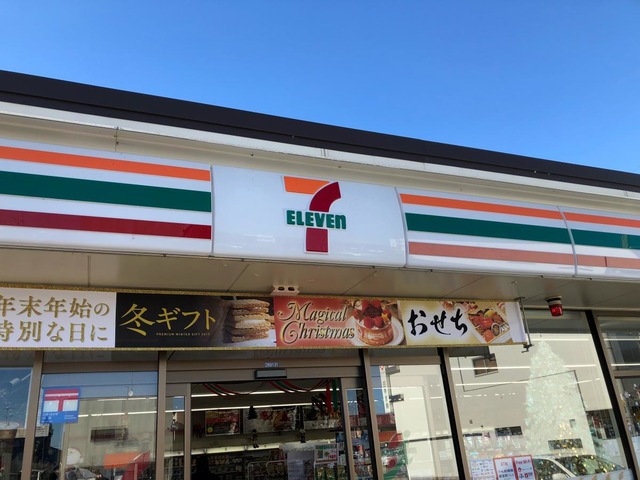 ELEVEn
年末年始の
特別な日に
冬ギフト
Magical
Christmas
おせち